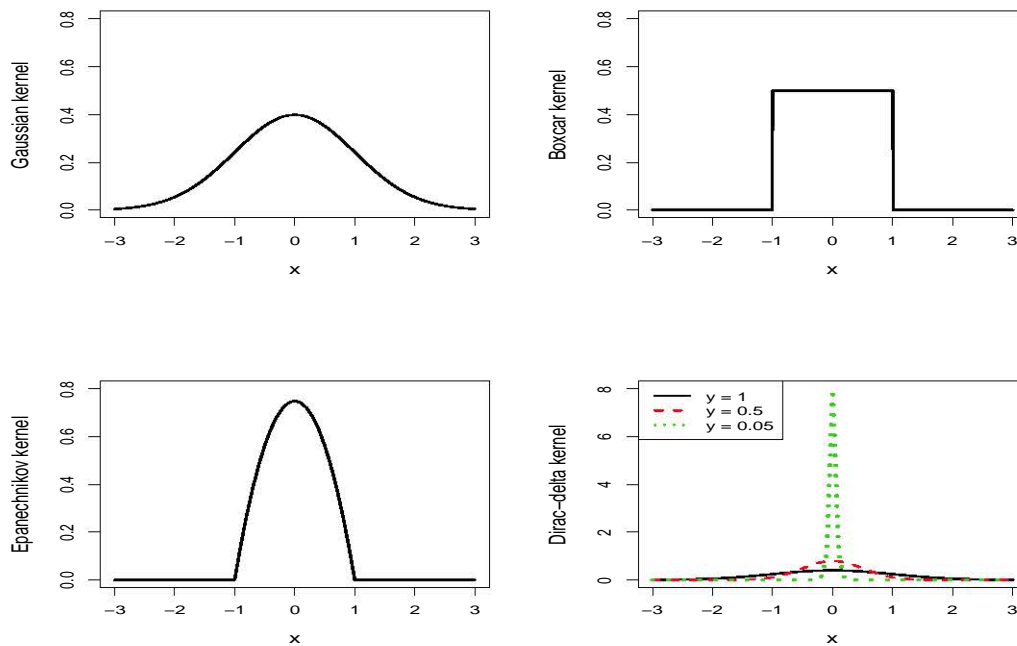 Gaussian kernel
0.0 0.2 0.4 0.6 0.8
−3 −2 −1 0 1 2 3
x
Boxcar kernel
0.0 0.2 0.4 0.6 0.8
−3 −2 −1 0 1 2 3
x
Epanechnikov kernel
0.0 0.2 0.4 0.6 0.8
−3 −2 −1 0 1 2 3
x
Dirac−delta kernel
0 2 4 6 8
y = 1
y = 0.5
y = 0.05
−3 −2 −1 0 1 2 3
x